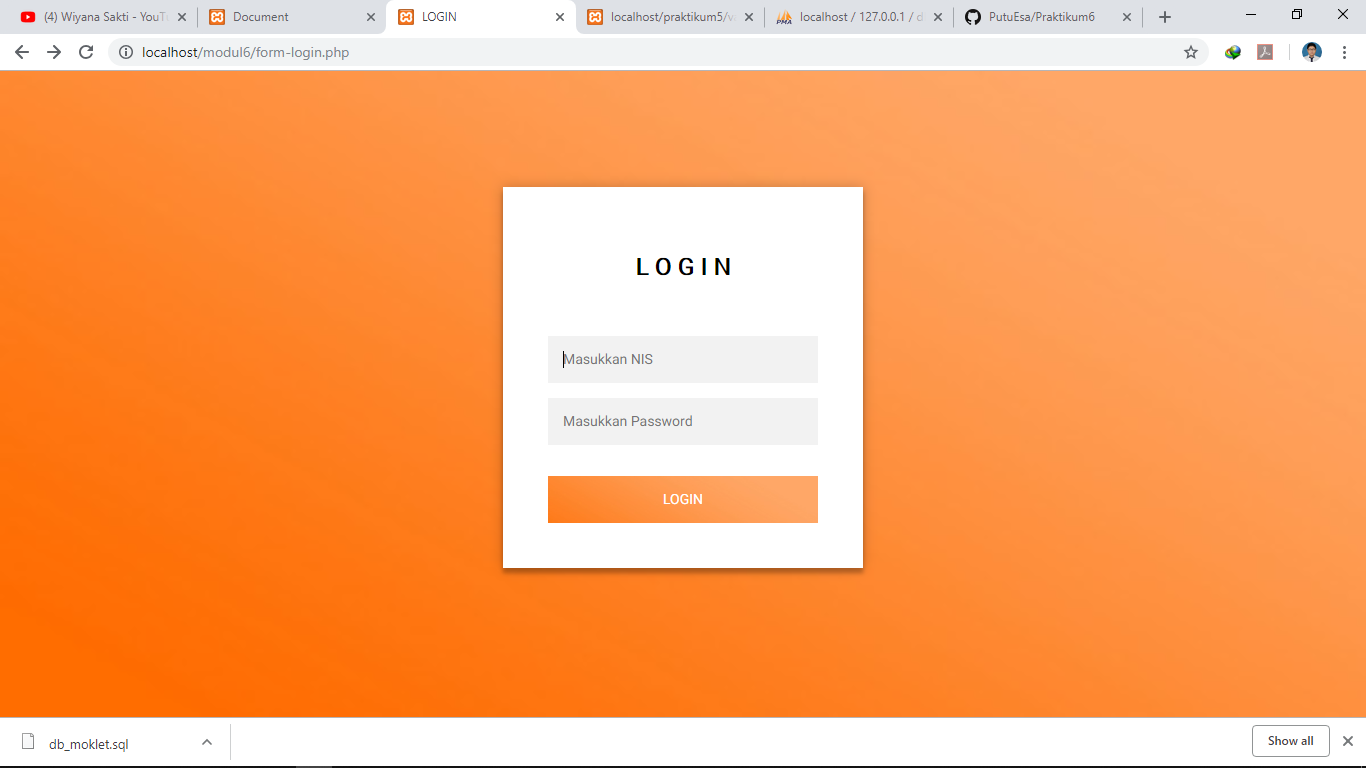 (4) Wiyana Sakti - YouT
Document
LOGIN
localhost/praktikum5/v
localhost / 127.0.0.1 / d
PutuEsa/Praktikum6
localhost/modul6/form-login.php
LOGIN
Masukkan NIS
Masukkan Password
LOGIN
db_moklet.sql
Show all